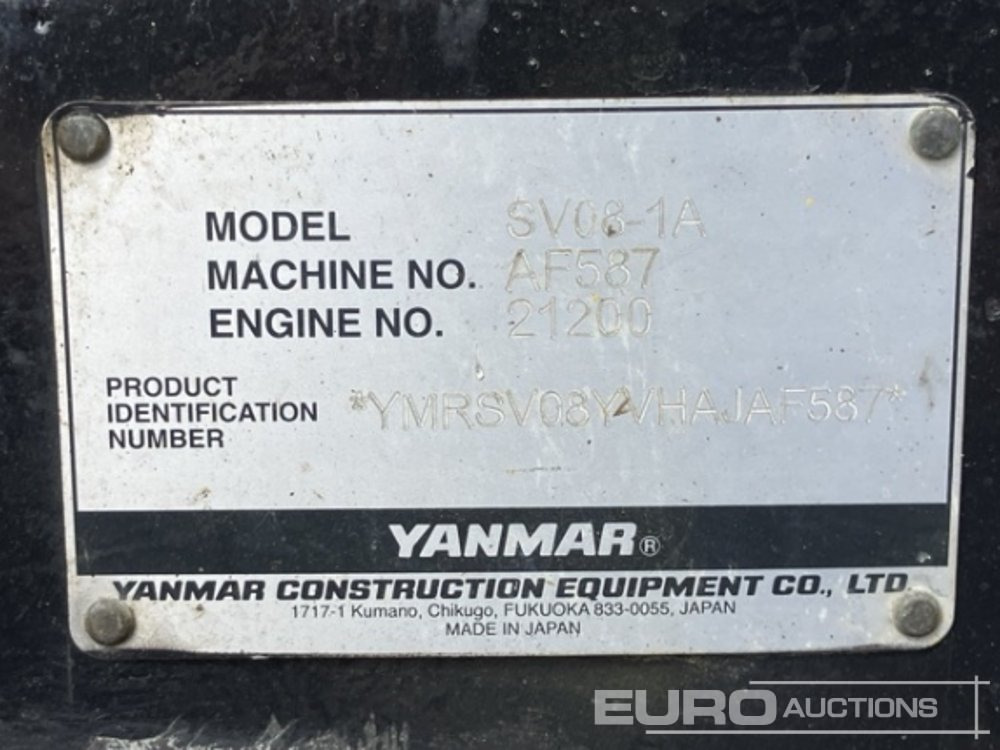 MODEL SV08-1A
MACHINE NO. AF587
ENGINE NO. 21200
PRODUCT
IDENTIFICATION
NUMBER
*YMRSV08YVHAJAF587*
YANMAR®
YANMAR CONSTRUCTION EQUIPMENT CO., LTD.
1717-1 Kumano, Chikugo, FUKUOKA 833-0055, JAPAN
MADE IN JAPAN
EURO AUCTIONS